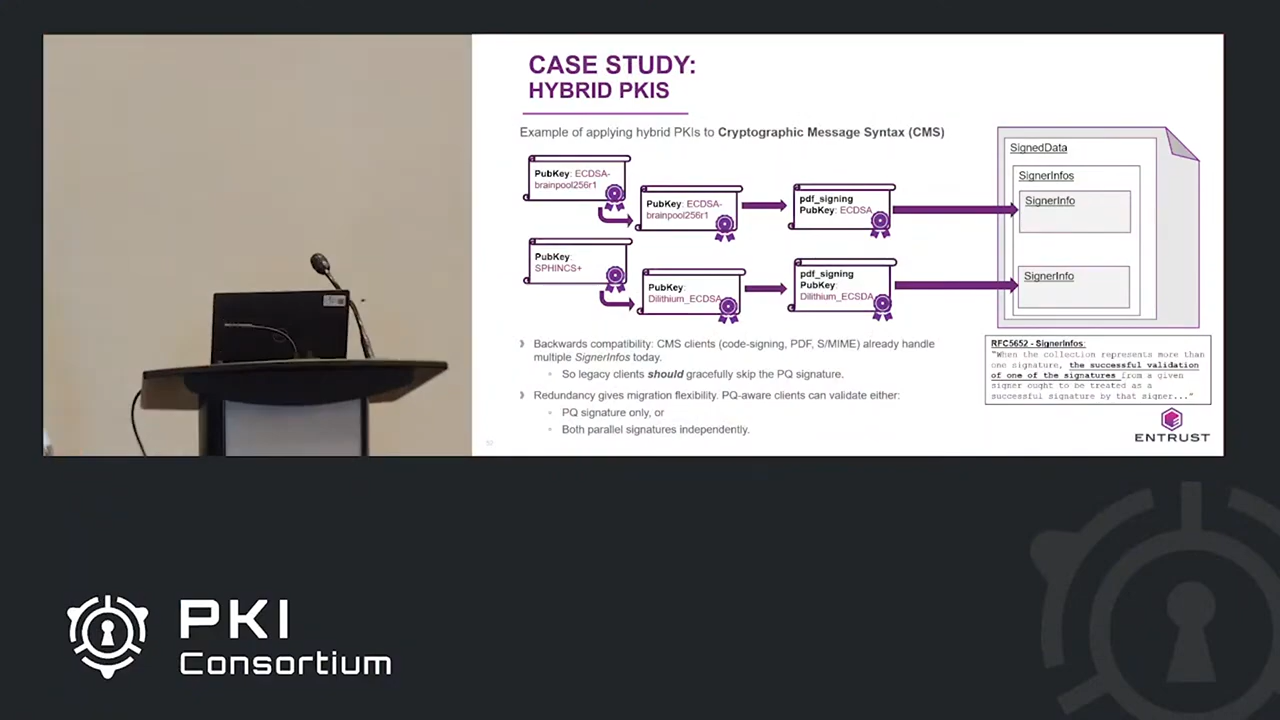 CASE STUDY:
HYBRID PKIS
Example of applying hybrid PKIs to Cryptographic Message Syntax (CMS)
PubKey: ECDSA-
brainpool256r1
PubKey: ECDSA-
brainpool256r1
pdf_signing
PubKey: ECDSA
PubKey:
SPHINCS+
PubKey:
Dilithium_ECDSA
pdf_signing
PubKey:
Dilithium_ECSDA
SignedData
SignerInfos
SignerInfo
SignerInfo
Backwards compatibility: CMS clients (code-signing, PDF, S/MIME) already handle
multiple SignerInfos today.
So legacy clients should gracefully skip the PQ signature.
Redundancy gives migration flexibility. PQ-aware clients can validate either:
PQ signature only, or
Both parallel signatures independently.
RFC5652 - SignerInfos:
"When the collection represents more than
one signature, the successful validation
of one of the signatures from a given
signer ought to be treated as a
successful signature by that signer..."
ENTRUST
PKI
Consortium